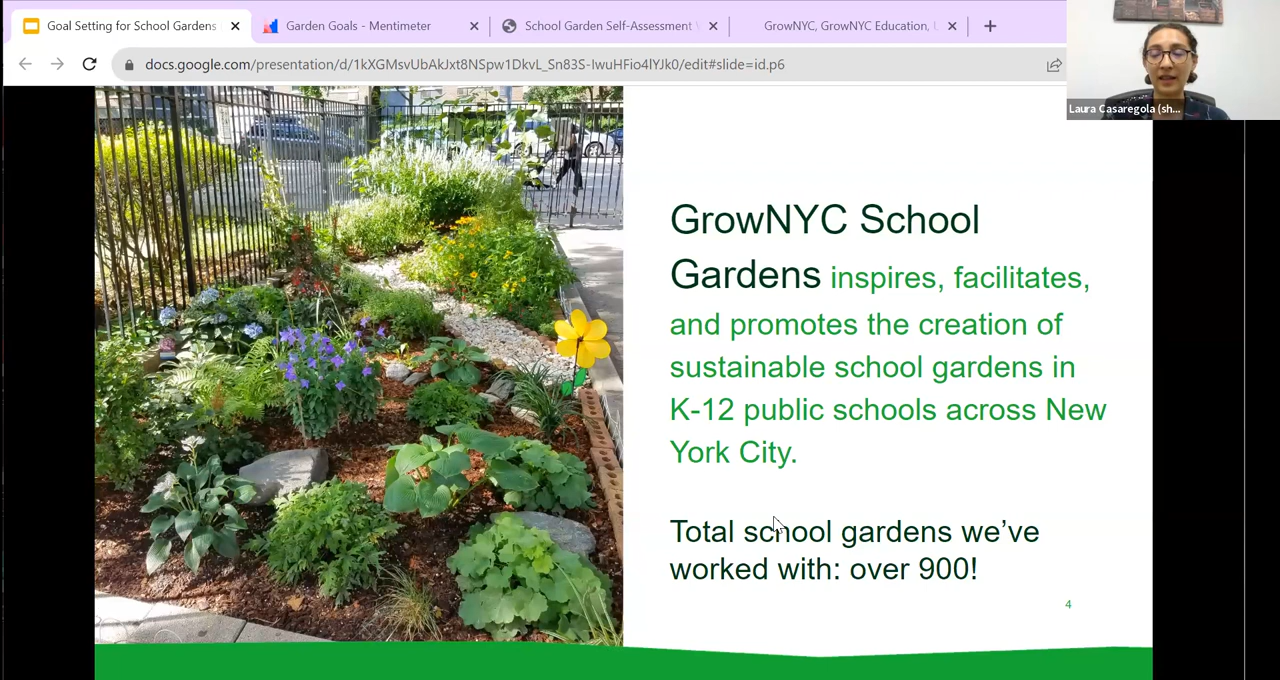 Goal Setting for School Gardens
Garden Goals - Mentimeter
School Garden Self-Assessment
GrowNYC, GrowNYC Education,
docs.google.com/presentation/d/1kXGMsvUbAkJxt8NSpw1DkvL_Sn83S-IwuHFio4lYJk0/edit#slide=id.p6
Laura Casaregola (sh...
GrowNYC School
Gardens inspires, facilitates,
and promotes the creation of
sustainable school gardens in
K-12 public schools across New
York City.
Total school gardens we've
worked with: over 900!
4